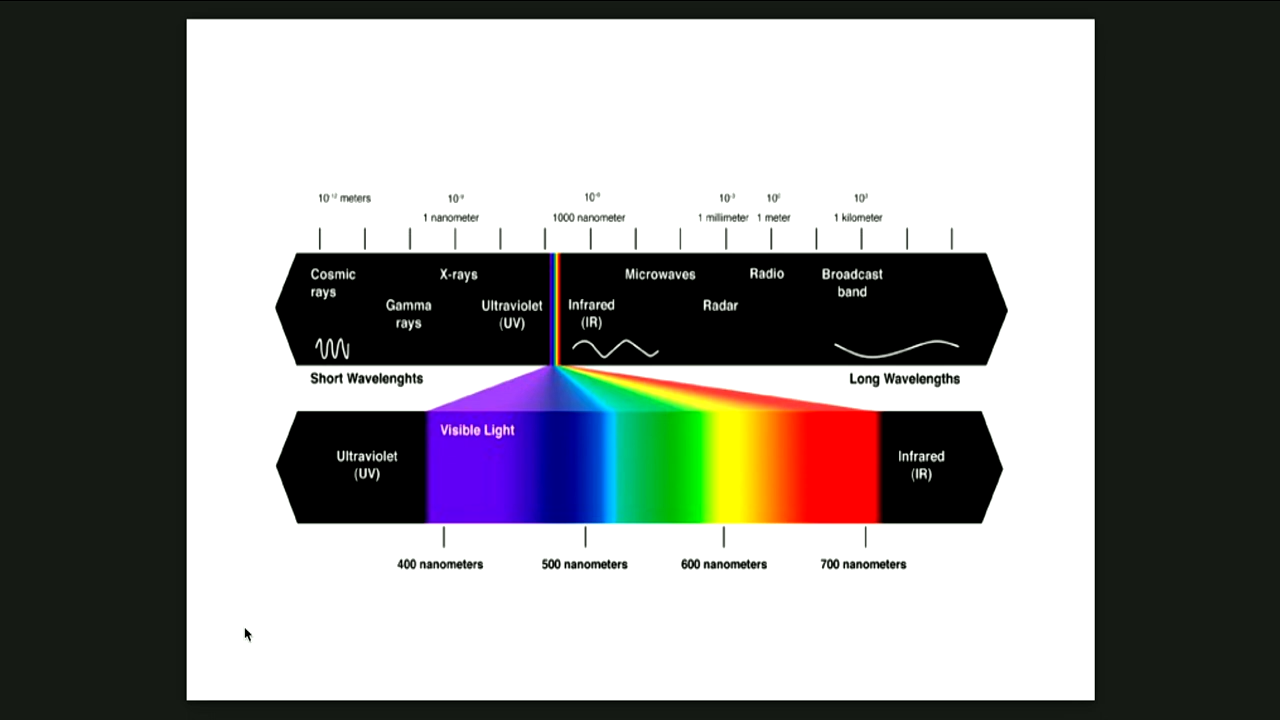 10⁻¹² meters 10⁻⁹ 10⁻⁶ 10⁻³ 10⁰ 10³
1 nanometer 1000 nanometer 1 millimeter 1 meter 1 kilometer
Cosmic rays X-rays Microwaves Radio Broadcast band
Gamma rays Ultraviolet (UV) Infrared (IR) Radar
Short Wavelenghts Long Wavelengths
Visible Light
Ultraviolet (UV) Infrared (IR)
400 nanometers 500 nanometers 600 nanometers 700 nanometers